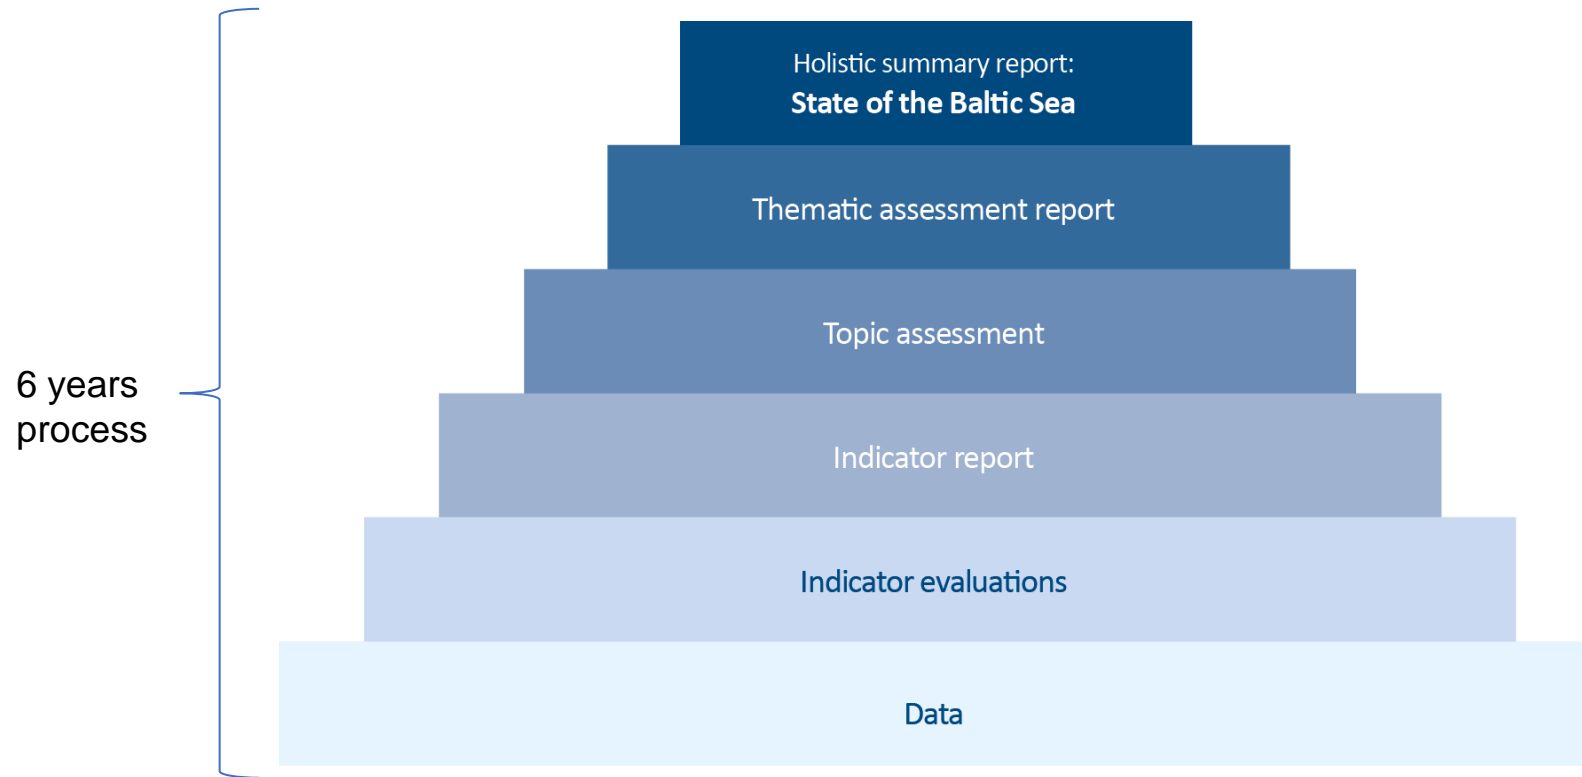 Holistic summary report:
State of the Baltic Sea
Thematic assessment report
Topic assessment
6 years
process
Indicator report
Indicator evaluations
Data